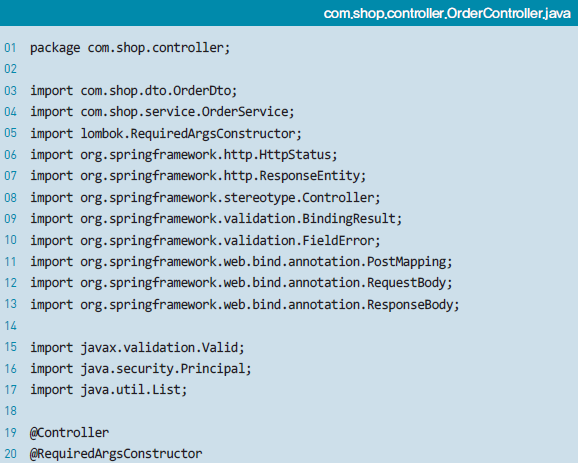 com.shop.controller.OrderController.java
01 package com.shop.controller;
02
03 import com.shop.dto.OrderDto;
04 import com.shop.service.OrderService;
05 import lombok.RequiredArgsConstructor;
06 import org.springframework.http.HttpStatus;
07 import org.springframework.http.ResponseEntity;
08 import org.springframework.stereotype.Controller;
09 import org.springframework.validation.BindingResult;
10 import org.springframework.validation.FieldError;
11 import org.springframework.web.bind.annotation.PostMapping;
12 import org.springframework.web.bind.annotation.RequestBody;
13 import org.springframework.web.bind.annotation.ResponseBody;
14
15 import javax.validation.Valid;
16 import java.security.Principal;
17 import java.util.List;
18
19 @Controller
20 @RequiredArgsConstructor